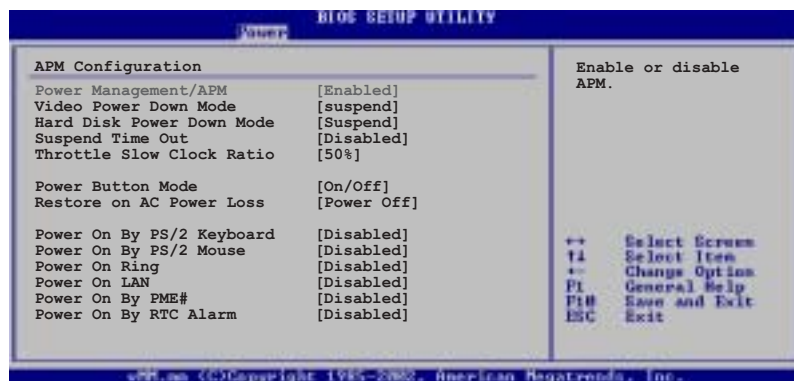 BIOS SETUP UTILITY
Power
APM Configuration
Power Management/APM [Enabled]
Video Power Down Mode [suspend]
Hard Disk Power Down Mode [Suspend]
Suspend Time Out [Disabled]
Throttle Slow Clock Ratio [50%]
Power Button Mode [On/Off]
Restore on AC Power Loss [Power Off]
Power On By PS/2 Keyboard [Disabled]
Power On By PS/2 Mouse [Disabled]
Power On Ring [Disabled]
Power On LAN [Disabled]
Power On By PME# [Disabled]
Power On By RTC Alarm [Disabled]
Enable or disable
APM.
↔ Select Screen
↑↓ Select Item
+- Change Option
F1 General Help
F10 Save and Exit
ESC Exit
(C)Copyright 1985-2002, American Megatrends, Inc.